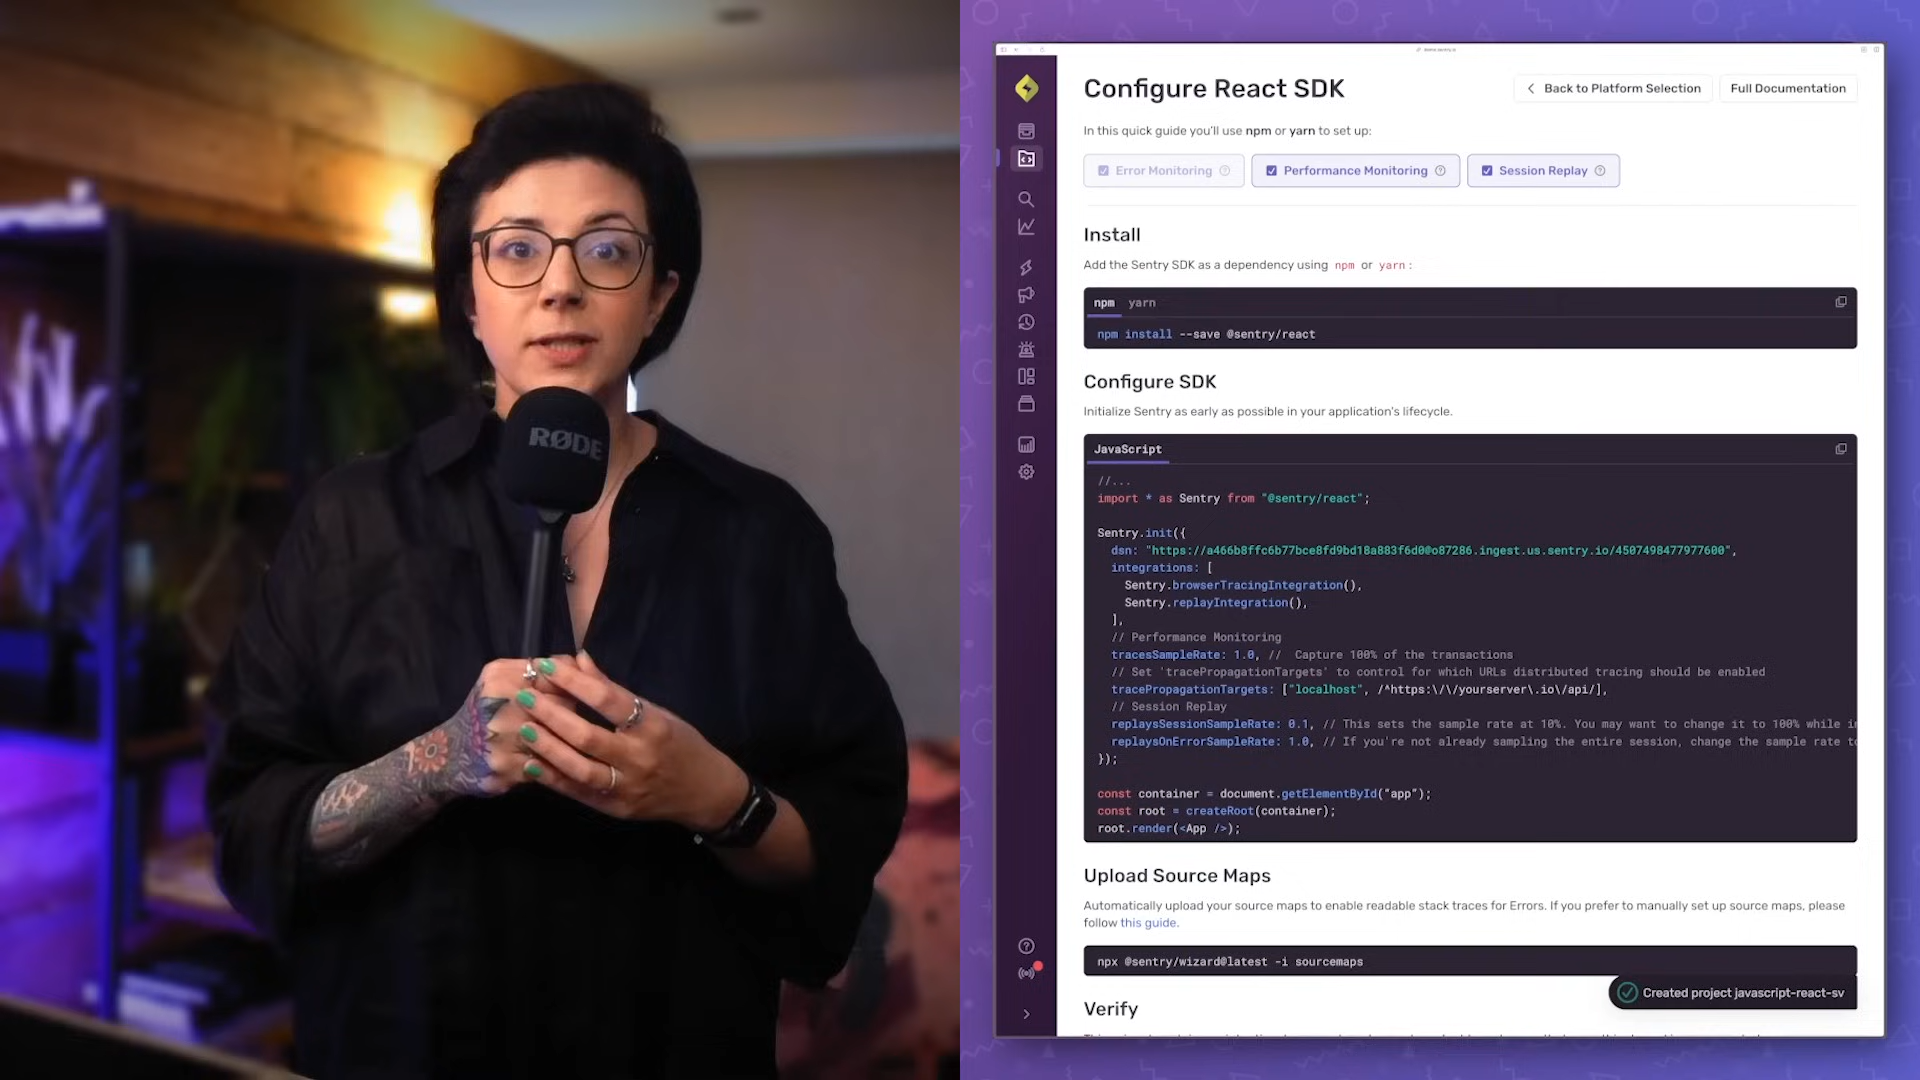 RØDE
Configure React SDK
Back to Platform Selection
Full Documentation
In this quick guide you'll use npm or yarn to set up:
Error Monitoring
Performance Monitoring
Session Replay
Install
Add the Sentry SDK as a dependency using npm or yarn :
npm yarn
npm install --save @sentry/react
Configure SDK
Initialize Sentry as early as possible in your application's lifecycle.
JavaScript
//...
import * as Sentry from "@sentry/react";
Sentry.init({
dsn: "https://a466b8ffc6b77bce8fd9bd18a883f6d0@o87286.ingest.us.sentry.io/4507498477977600",
integrations: [
Sentry.browserTracingIntegration(),
Sentry.replayIntegration(),
],
// Performance Monitoring
tracesSampleRate: 1.0, //  Capture 100% of the transactions
// Set 'tracePropagationTargets' to control for which URLs distributed tracing should be enabled
tracePropagationTargets: ["localhost", /^https:\/\/yourserver\.io\/api/],
// Session Replay
replaysSessionSampleRate: 0.1, // This sets the sample rate at 10%. You may want to change it to 100% while
replaysOnErrorSampleRate: 1.0, // If you're not already sampling the entire session, change the sample rate
});
const container = document.getElementById("app");
const root = createRoot(container);
root.render(<App />);
Upload Source Maps
Automatically upload your source maps to enable readable stack traces for Errors. If you prefer to manually set up source maps, please
follow this guide.
npx @sentry/wizard@latest -i sourcemaps
Created project javascript-react-sv
Verify